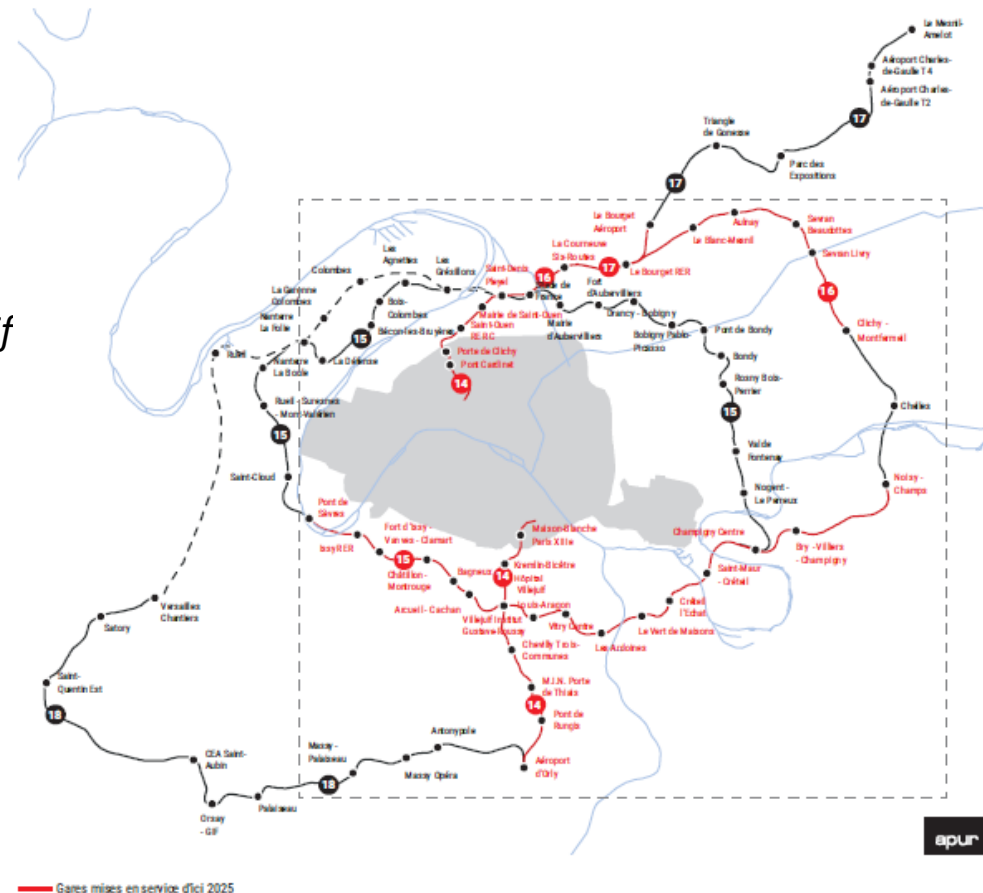 Le Mesnil-
Amelot
Aéroport Charles-
de-Gaulle T4
Aéroport Charles-
de-Gaulle T2
17
Triangle
de Gonesse
Parc des
Expositions
17
Le Bourget
Aéroport
Aulnay
Sevran
Beaudottes
Le Blanc-Mesnil
Sevran Livry
La Courneuve
Six-Routes
16
17
Le Bourget RER
16
Les
Agnettes
Les
Grésillons
Colombes
Saint-Denis
Pleyel
de
France
Fort
d'Aubervilliers
La Garenne
Colombes
Bois-
Colombes
Mairie de Saint-Ouen
Drancy - Bobigny
Clichy -
Montfermeil
Nanterre
La Folie
Bécon-les-Bruyères
Saint-Ouen
RER C
Mairie
d'Aubervilliers
Bobigny Pablo-
Picasso
Pont de Bondy
if
15
Rueil
Nanterre
La Boule
La Défense
Porte de Clichy
Pont Cardinet
Bondy
14
Rosny Bois-
Perrier
Rueil - Suresnes
- Mont-Valérien
15
15
Chelles
Val de
Fontenay
Saint-Cloud
Nogent -
Le Perreux
Noisy -
Champs
Pont de
Sèvres
Fort d'Issy -
Vanves - Clamart
Maison-Blanche
Paris XIIIe
Champigny Centre
Issy RER
15
Bry - Villiers
- Champigny
Châtillon -
Montrouge
Bagneux
Kremlin-Bicêtre
14
Hôpital
Saint-Maur
- Créteil
Villejuif
Louis-Aragon
Arcueil - Cachan
Créteil
l'Echat
Villejuif Institut
Gustave-Roussy
Vitry Centre
Le Vert de Maisons
Les Ardoines
Versailles
Chantiers
Satory
Chevilly Trois-
Communes
Saint-
Quentin Est
M.I.N. Porte
de Thiais
14
Pont de
Rungis
18
Antonypole
CEA Saint-
Aubin
Massy -
Palaiseau
Massy Opéra
Aéroport
d'Orly
18
Palaiseau
Orsay
- GIF
apur
Gares mises en service d'ici 2025